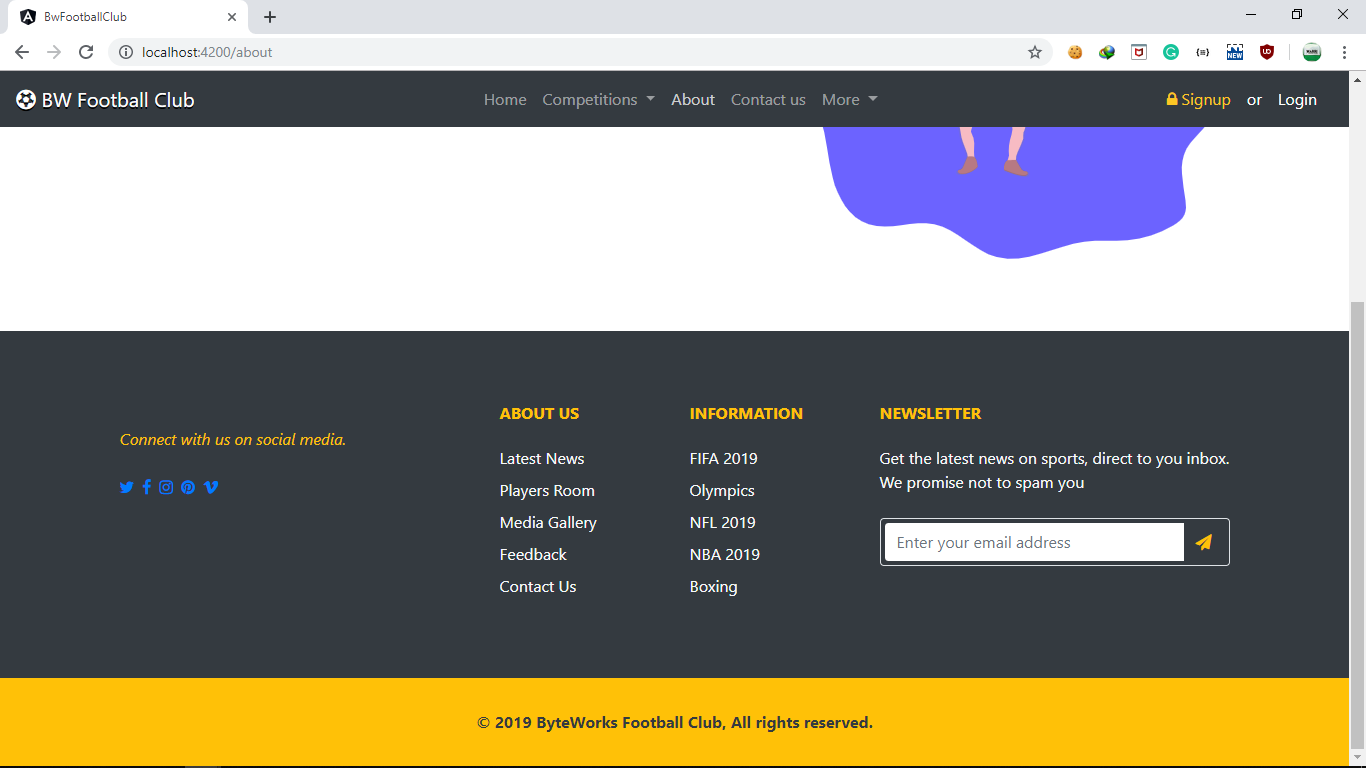 BwFootballClub
localhost:4200/about
NEW
BW Football Club
Home Competitions About Contact us More
Signup or Login
Connect with us on social media.
ABOUT US
Latest News
Players Room
Media Gallery
Feedback
Contact Us
INFORMATION
FIFA 2019
Olympics
NFL 2019
NBA 2019
Boxing
NEWSLETTER
Get the latest news on sports, direct to you inbox.
We promise not to spam you
Enter your email address
© 2019 ByteWorks Football Club, All rights reserved.